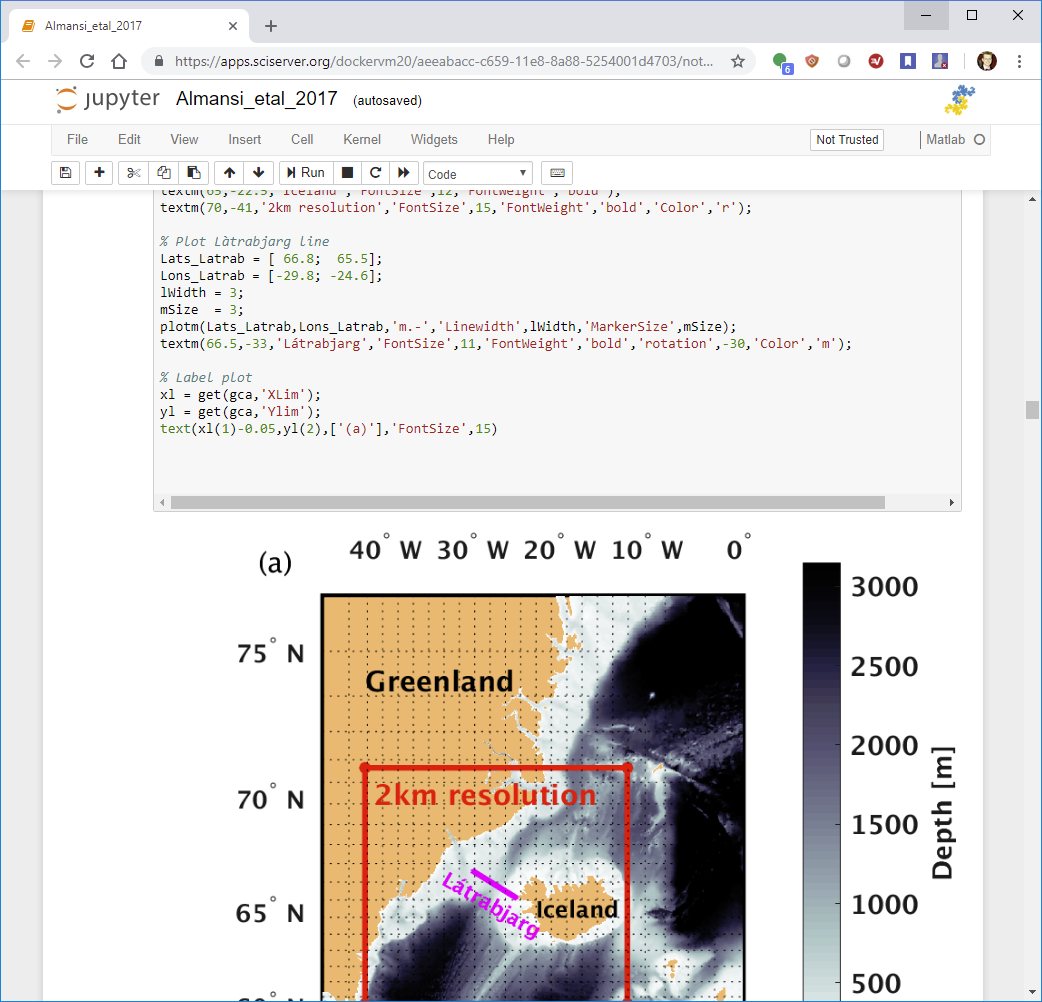 Almansi_etal_2017
https://apps.sciserver.org/dockervm20/aeeabacc-c659-11e8-8a88-5254001d4703/not...
6
jupyter Almansi_etal_2017 (autosaved)
File Edit View Insert Cell Kernel Widgets Help Not Trusted Matlab
Run Code
textm(65,-22.5,'Iceland','FontSize',12,'FontWeight','bold');
textm(70,-41,'2km resolution','FontSize',15,'FontWeight','bold','Color','r');
% Plot Làtrabjarg line
Lats_Latrab = [ 66.8;  65.5];
Lons_Latrab = [-29.8; -24.6];
lWidth = 3;
mSize  = 3;
plotm(Lats_Latrab,Lons_Latrab,'m.-','Linewidth',lWidth,'MarkerSize',mSize);
textm(66.5,-33,'Látrabjarg','FontSize',11,'FontWeight','bold','rotation',-30,'Color','m');
% Label plot
xl = get(gca,'XLim');
yl = get(gca,'Ylim');
text(xl(1)-0.05,yl(2),['(a)'],'FontSize',15)
(a)
40° W 30° W 20° W 10° W 0°
75° N
70° N
65° N
Greenland
2km resolution
Látrabjarg
Iceland
3000
2500
2000
1500
1000
500
Depth [m]